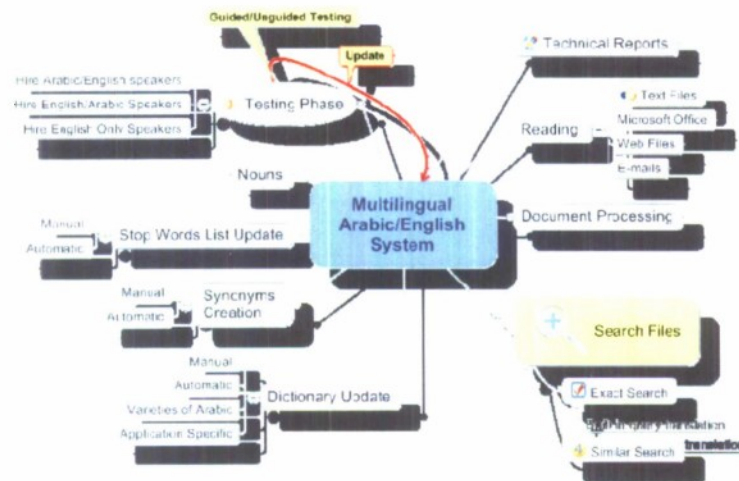 Guided/Unguided Testing
Update
Technical Reports
Hire Arabic/English speakers
Hire English/Arabic Speakers
Hire English Only Speakers
Testing Phase
Text Files
Microsoft Office
Web Files
E-mails
Reading
Nouns
Multilingual
Arabic/English
System
Document Processing
Manual
Automatic
Stop Words List Update
Manual
Automatic
Syncnyms
Creation
Search Files
Manual
Automatic
Varieties of Arabic
Application Specific
Dictionary Update
Exact Search
translation
translation
Similar Search